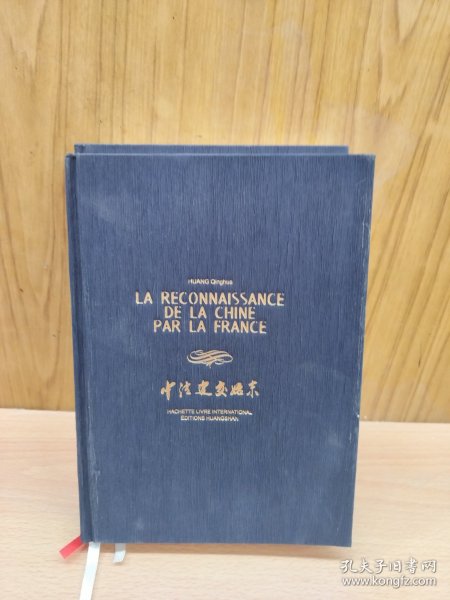 HUANG Qinghua
LA RECONNAISSANCE
DE LA CHINE
PAR LA FRANCE
中法建交始末
HACHETTE LIVRE INTERNATIONAL
EDITIONS HUANGSHAN
孔夫子旧书网
www.kongfz.com